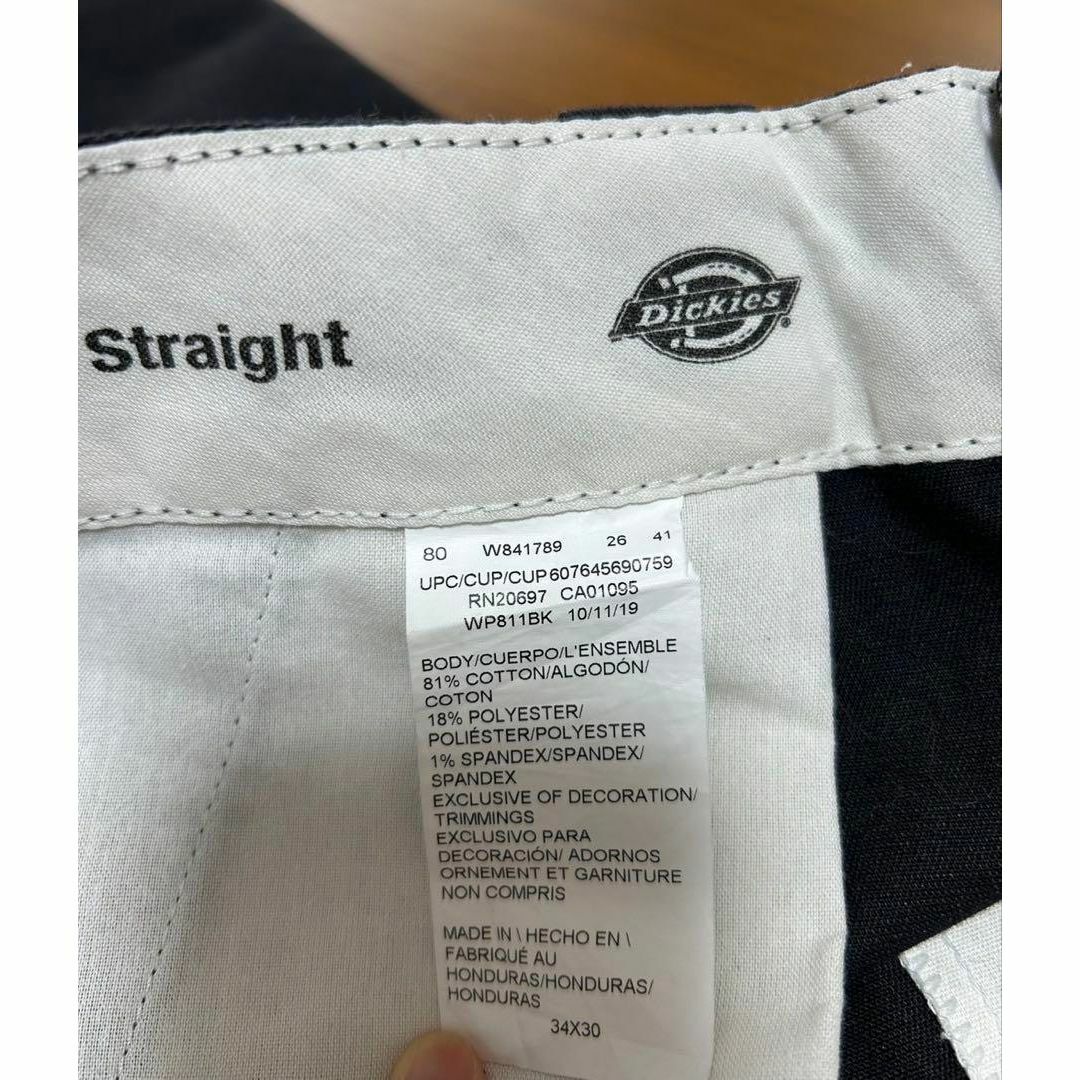 Straight
Dickies
80 W841789 26 41
UPC/CUP/CUP607645690759
RN20697 CA01095
WP811BK 10/11/19
BODY/CUERPO/L'ENSEMBLE
81% COTTON/ALGODÓN/
COTON
18% POLYESTER/
POLIÉSTER/POLYESTER
1% SPANDEX/SPANDEX/
SPANDEX
EXCLUSIVE OF DECORATION/
TRIMMINGS
EXCLUSIVO PARA
DECORACIÓN/ ADORNOS
ORNEMENT ET GARNITURE
NON COMPRIS
MADE IN \ HECHO EN \
FABRIQUÉ AU
HONDURAS/HONDURAS/
HONDURAS
34X30